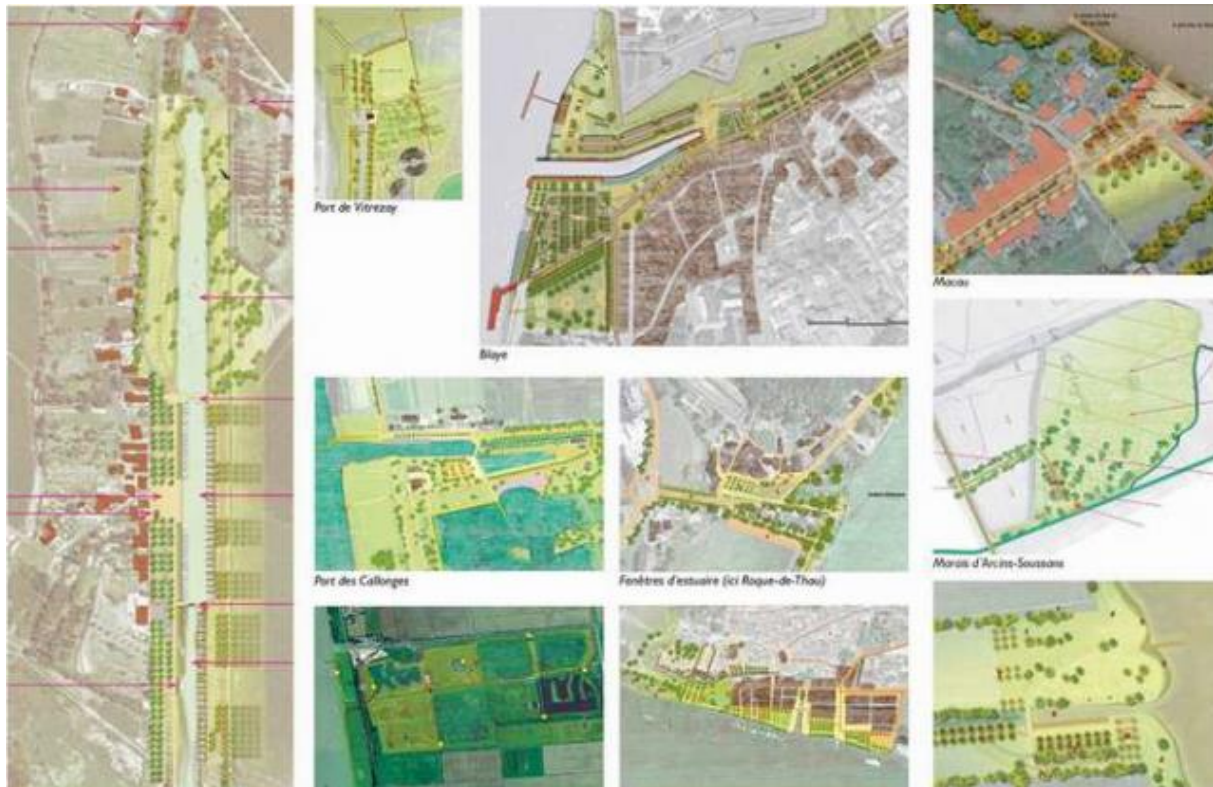 Port de Vitrezay
Blaye
Macau
Port des Callonges
Fenêtres d'estuaire (ici Roque-de-Thau)
Marais d'Arcins-Soussans